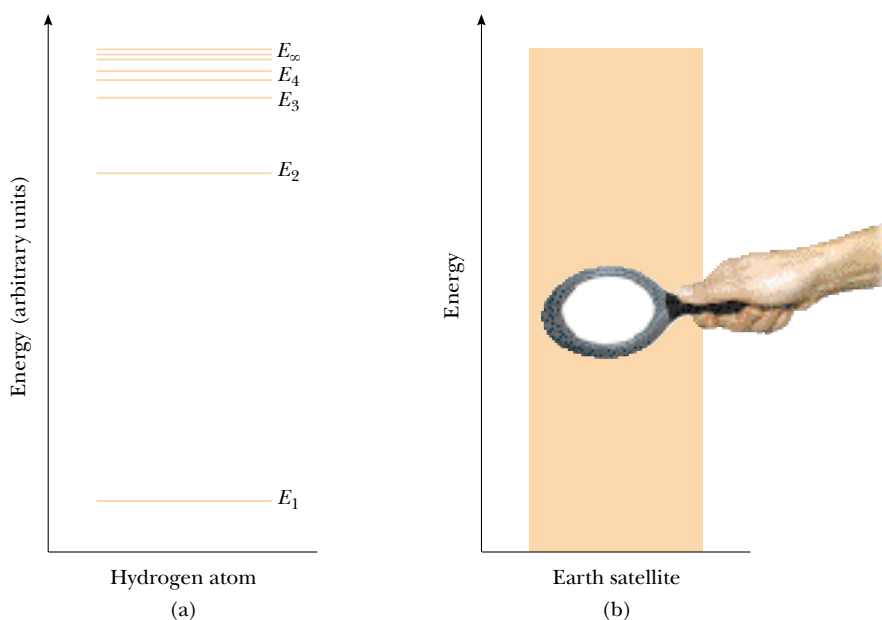 Energy (arbitrary units)
E∞
E4
E3
E2
E1
Hydrogen atom
(a)
Energy
Earth satellite
(b)